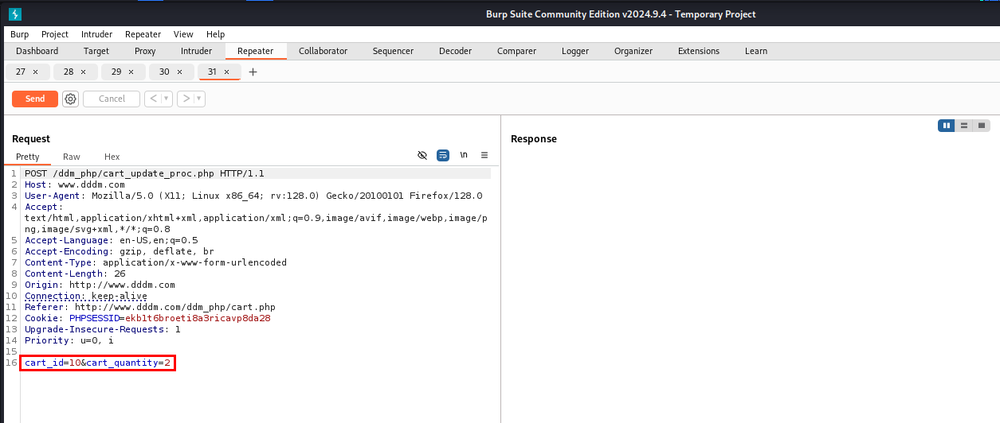 Burp Suite Community Edition v2024.9.4 - Temporary Project
Burp Project Intruder Repeater View Help
Dashboard Target Proxy Intruder Repeater Collaborator Sequencer Decoder Comparer Logger Organizer Extensions Learn
27 × 28 × 29 × 30 × 31 × +
Send Cancel < >
Request
Response
Pretty Raw Hex \n
1 POST /ddm_php/cart_update_proc.php HTTP/1.1
2 Host: www.dddm.com
3 User-Agent: Mozilla/5.0 (X11; Linux x86_64; rv:128.0) Gecko/20100101 Firefox/128.0
4 Accept:
text/html,application/xhtml+xml,application/xml;q=0.9,image/avif,image/webp,image/p
ng,image/svg+xml,*/*;q=0.8
5 Accept-Language: en-US,en;q=0.5
6 Accept-Encoding: gzip, deflate, br
7 Content-Type: application/x-www-form-urlencoded
8 Content-Length: 26
9 Origin: http://www.dddm.com
10 Connection: keep-alive
11 Referer: http://www.dddm.com/ddm_php/cart.php
12 Cookie: PHPSESSID=ekb1t6broeti8a3ricavp8da28
13 Upgrade-Insecure-Requests: 1
14 Priority: u=0, i
15
16 cart_id=10&cart_quantity=2